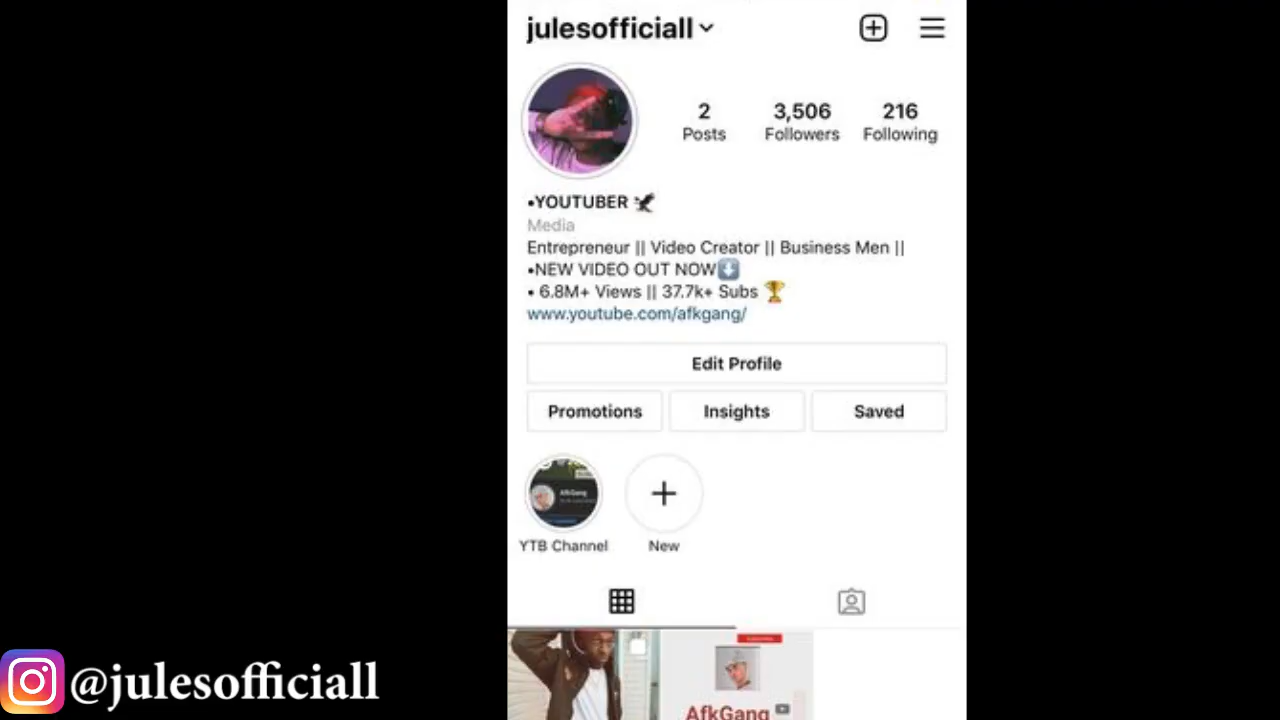 julesofficiall
2 3,506 216
Posts Followers Following
•YOUTUBER
Media
Entrepreneur || Video Creator || Business Men ||
•NEW VIDEO OUT NOW⬇️
• 6.8M+ Views || 37.7k+ Subs 🏆
www.youtube.com/afkgang/
Edit Profile
Promotions Insights Saved
AfkGang
YTB Channel New
AfkGang
@julesofficiall